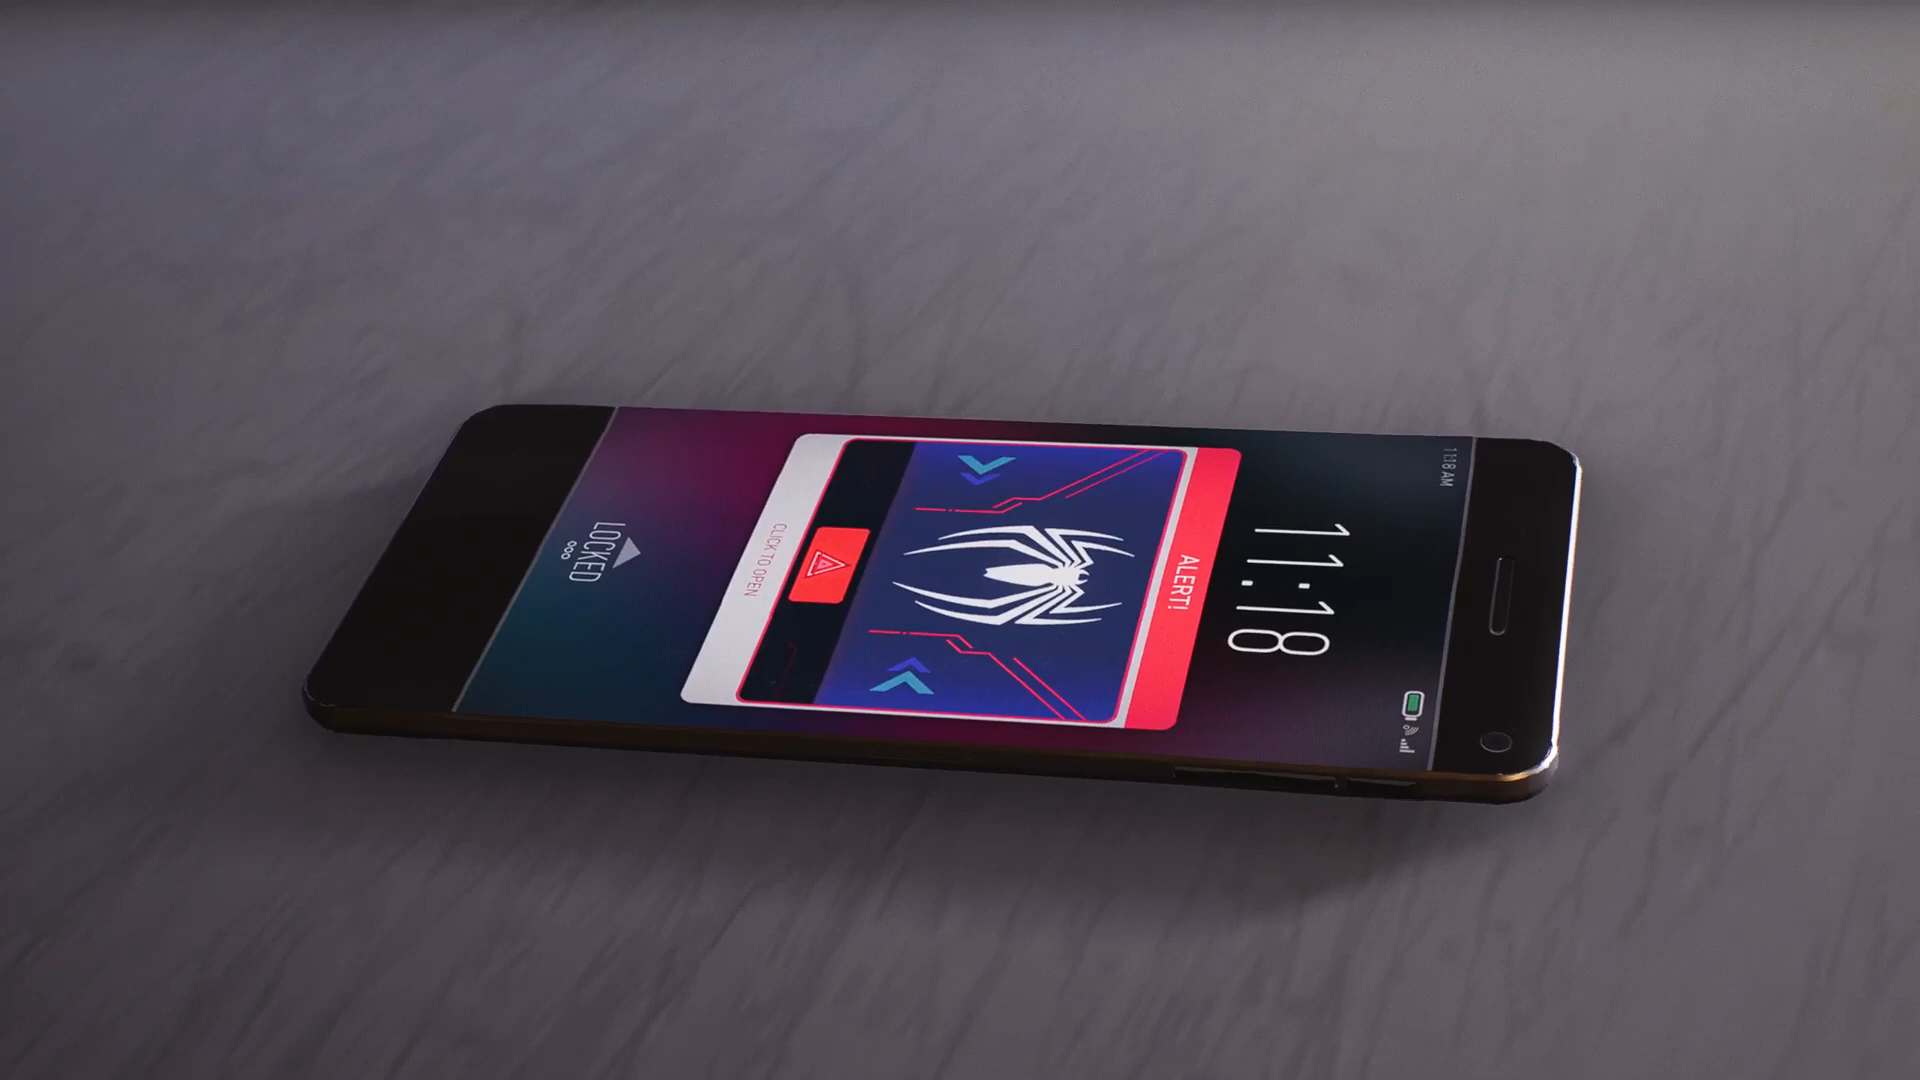 11:18 AM
11:18
ALERT!
CLICK TO OPEN
LOCKED